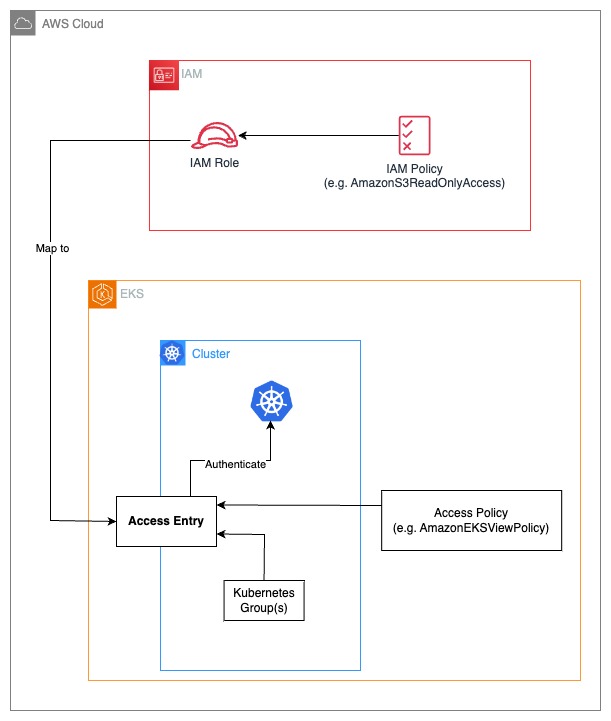 AWS Cloud
IAM
IAM Role
IAM Policy
(e.g. AmazonS3ReadOnlyAccess)
Map to
EKS
Cluster
Authenticate
Access Entry
Access Policy
(e.g. AmazonEKSViewPolicy)
Kubernetes
Group(s)